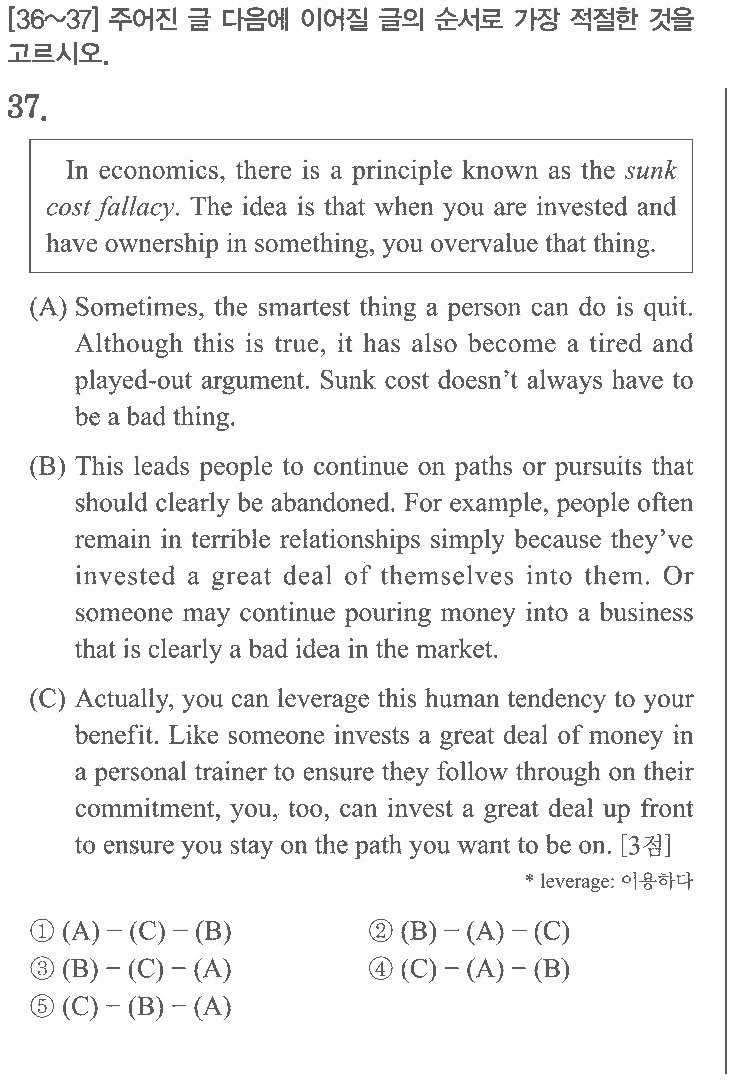 [36~37] 주어진 글 다음에 이어질 글의 순서로 가장 적절한 것을
고르시오.
37.
In economics, there is a principle known as the sunk
cost fallacy. The idea is that when you are invested and
have ownership in something, you overvalue that thing.
(A) Sometimes, the smartest thing a person can do is quit.
Although this is true, it has also become a tired and
played-out argument. Sunk cost doesn't always have to
be a bad thing.
(B) This leads people to continue on paths or pursuits that
should clearly be abandoned. For example, people often
remain in terrible relationships simply because they've
invested a great deal of themselves into them. Or
someone may continue pouring money into a business
that is clearly a bad idea in the market.
(C) Actually, you can leverage this human tendency to your
benefit. Like someone invests a great deal of money in
a personal trainer to ensure they follow through on their
commitment, you, too, can invest a great deal up front
to ensure you stay on the path you want to be on. [3점]
* leverage: 이용하다
① (A) − (C) − (B) ② (B) − (A) − (C)
③ (B) − (C) − (A) ④ (C) − (A) − (B)
⑤ (C) − (B) − (A)